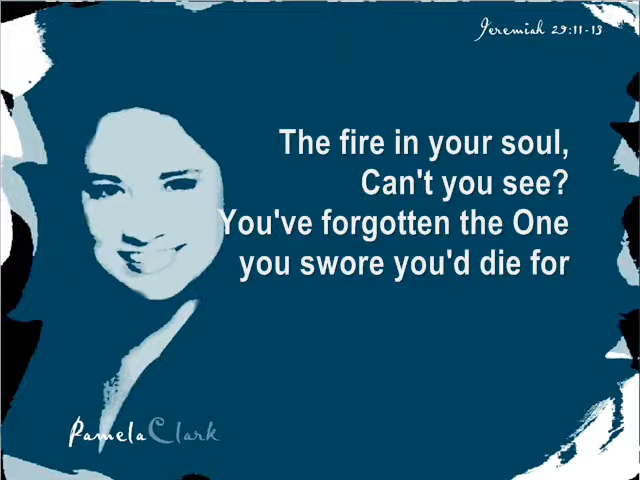 Jeremiah 29:11-13
The fire in your soul,
Can't you see?
You've forgotten the One
you swore you'd die for
PamelaClark